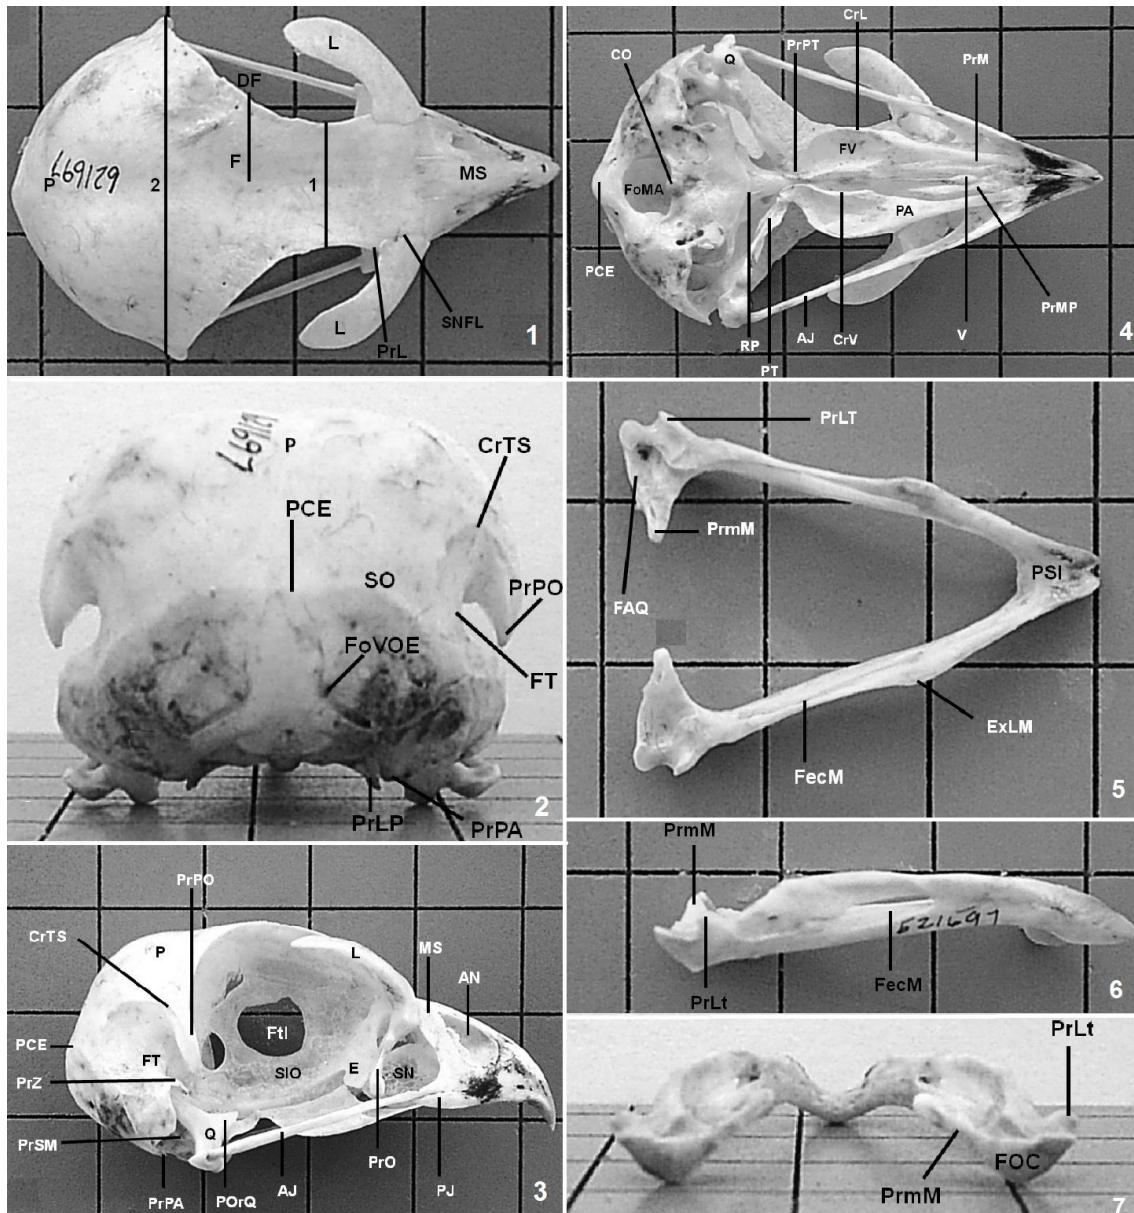 L
DF
F
1
2
P
L69129
MS
L
PrL
SNFL
1
CrL
PrPT
PrM
CO
Q
FV
FoMA
PA
PCE
RP
PT
AJ
CrV
V
PrMP
4
P
CrTS
PCE
SO
PrPO
FoVOE
FT
PrLP
PrPA
2
PrLT
PrmM
FAQ
PSI
ExLM
FecM
5
PrPO
CrTS
P
L
MS
AN
PCE
FtI
FT
SIO
E
SN
PrZ
PrSM
Q
PrPA
POrQ
AJ
PrO
PJ
3
PrmM
PrLt
FecM
6
PrLt
FOC
PrmM
7